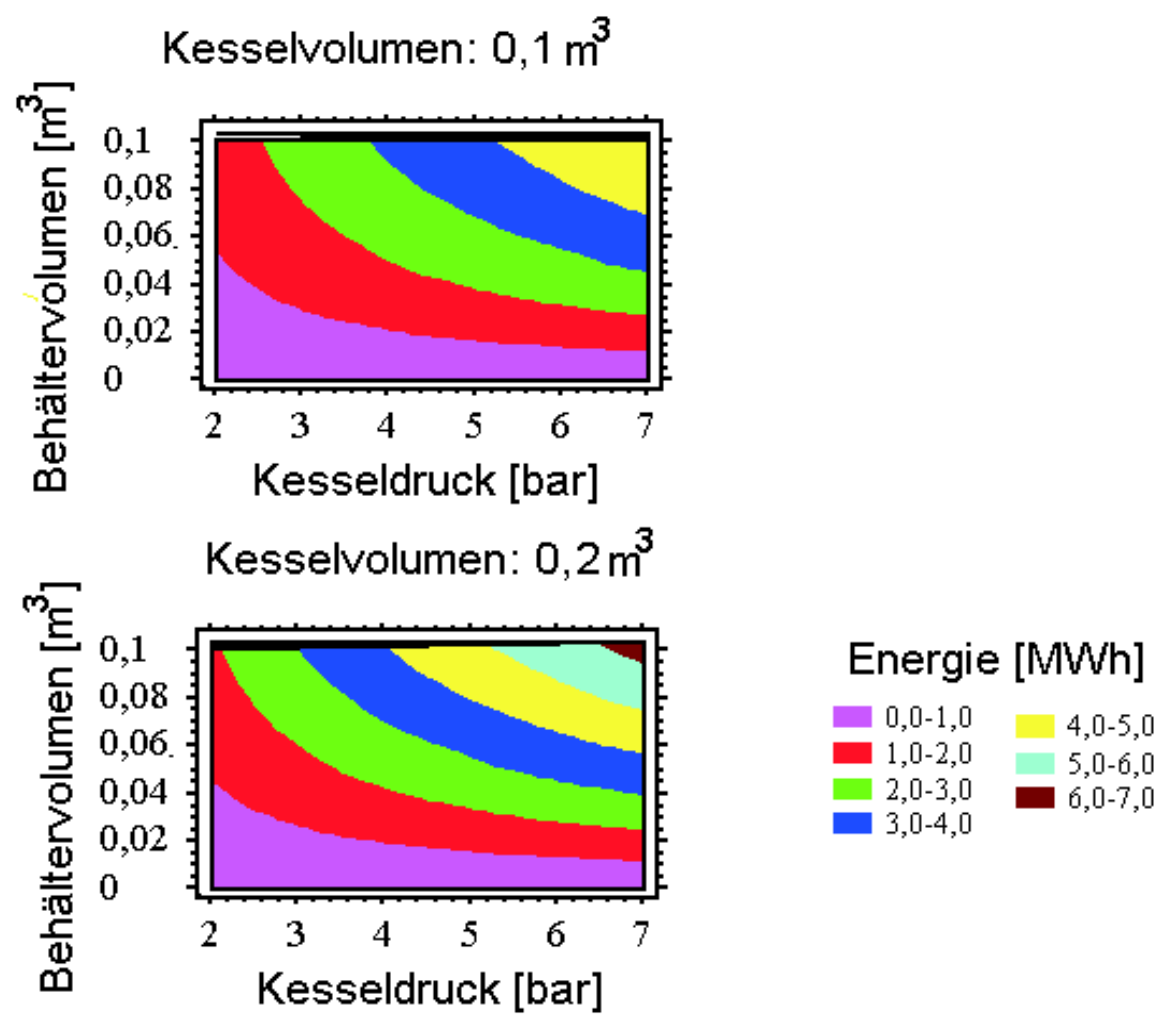 Kesselvolumen: 0,1 m³
Behältervolumen [m³]
0,1
0,08
0,06
0,04
0,02
0
2 3 4 5 6 7
Kesseldruck [bar]
Kesselvolumen: 0,2 m³
Behältervolumen [m³]
0,1
0,08
0,06
0,04
0,02
0
2 3 4 5 6 7
Kesseldruck [bar]
Energie [MWh]
0,0-1,0
1,0-2,0
2,0-3,0
3,0-4,0
4,0-5,0
5,0-6,0
6,0-7,0